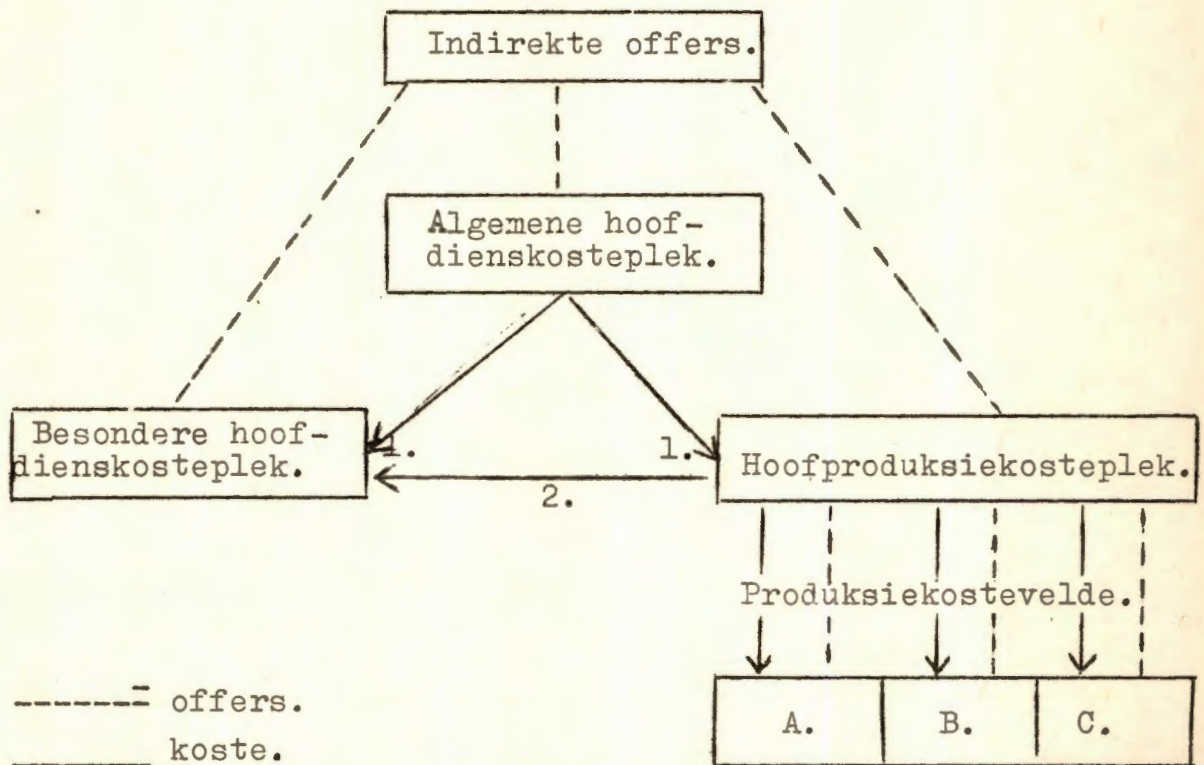 Indirekte offers.
Algemene hoof-
dienskosteplek.
Besondere hoof-
dienskosteplek.
1.
1.
Hoofproduksiekosteplek.
2.
Produksiekostevelde.
A.
B.
C.
offers.
koste.